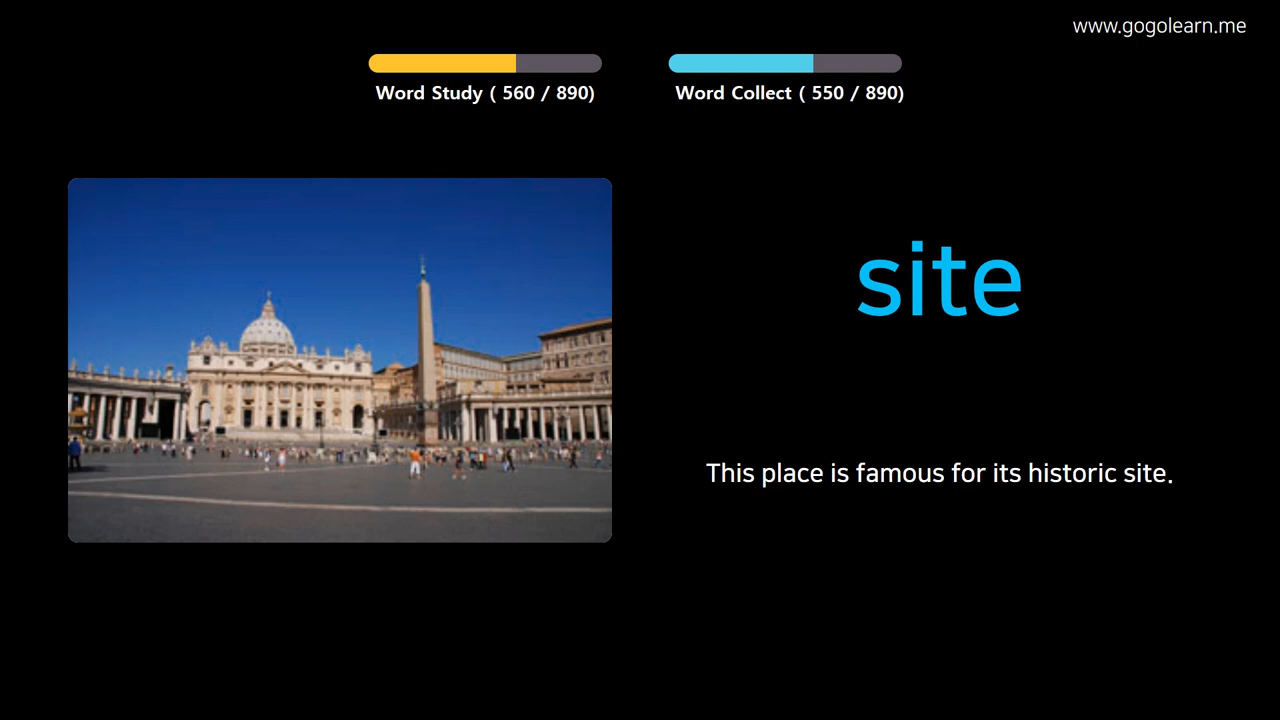 www.gogolearn.me
Word Study ( 560 / 890)
Word Collect ( 550 / 890)
site
This place is famous for its historic site.